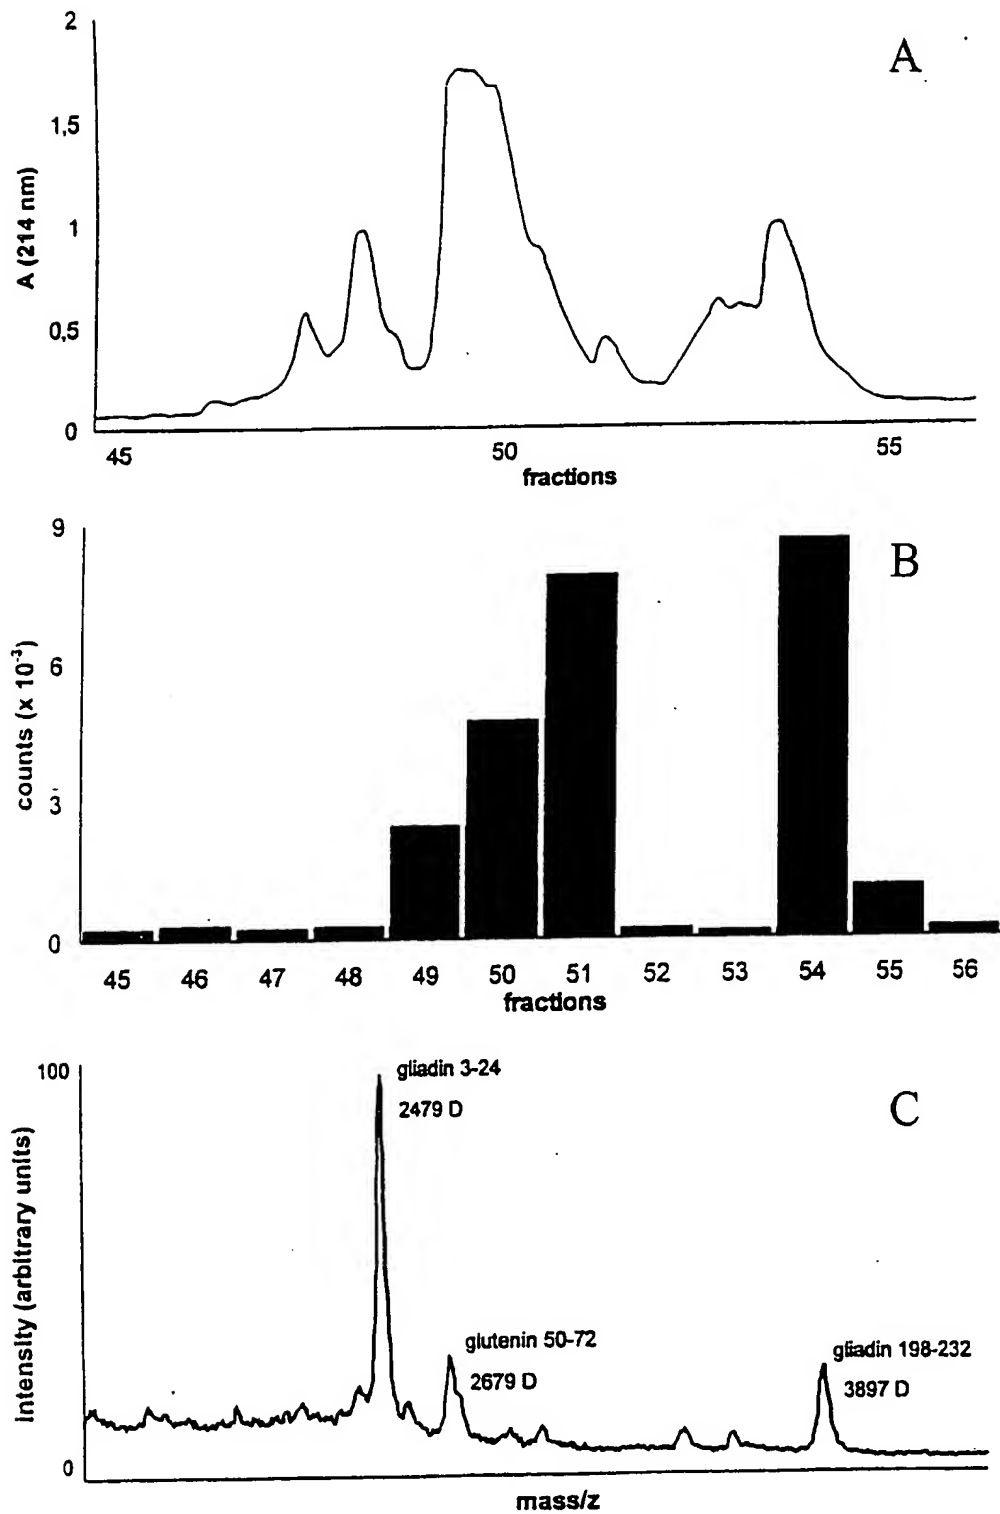 2
A
1,5
A (214 nm)
1
0,5
0
45
50
55
fractions
9
B
counts (x 10⁻³)
6
3
0
45 46 47 48 49 50 51 52 53 54 55 56
fractions
100
gliadin 3-24
2479 D
C
Intensity (arbitrary units)
glutenin 50-72
2679 D
gliadin 198-232
3897 D
0
mass/z